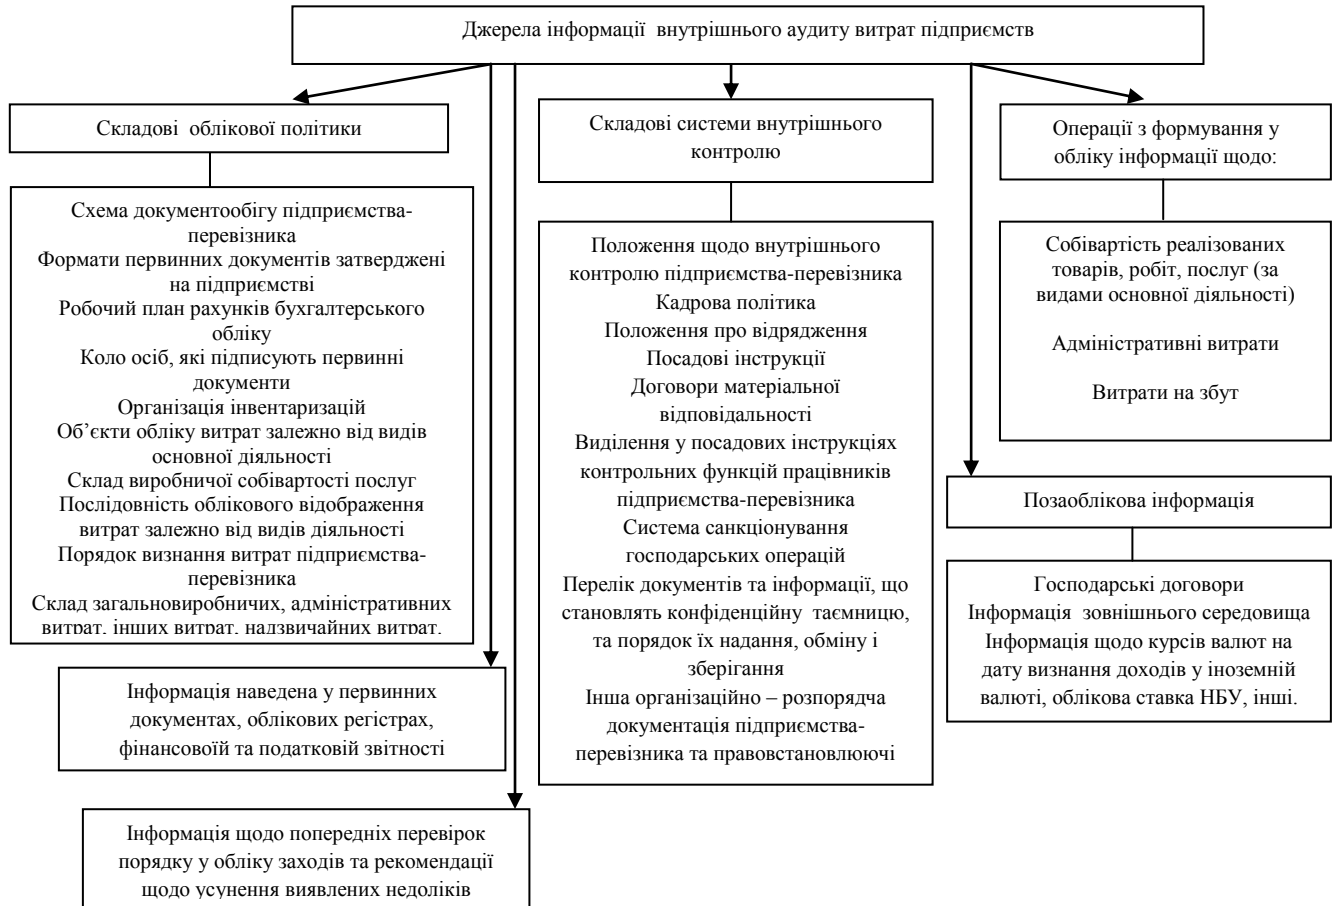 Джерела інформації внутрішнього аудиту витрат підприємств
Складові облікової політики
Схема документообігу підприємства-
перевізника
Формати первинних документів затверджені
на підприємстві
Робочий план рахунків бухгалтерського
обліку
Коло осіб, які підписують первинні
документи
Організація інвентаризацій
Об’єкти обліку витрат залежно від видів
основної діяльності
Склад виробничої собівартості послуг
Послідовність облікового відображення
витрат залежно від видів діяльності
Порядок визнання витрат підприємства-
перевізника
Склад загальновиробничих, адміністративних
витрат, інших витрат, надзвичайних витрат.
Складові системи внутрішнього
контролю
Положення щодо внутрішнього
контролю підприємства-перевізника
Кадрова політика
Положення про відрядження
Посадові інструкції
Договори матеріальної
відповідальності
Виділення у посадових інструкціях
контрольних функцій працівників
підприємства-перевізника
Система санкціонування
господарських операцій
Перелік документів та інформації, що
становлять конфіденційну таємницю,
та порядок їх надання, обміну і
зберігання
Інша організаційно – розпорядча
документація підприємства-
перевізника та правовстановлюючі
Операції з формування у
обліку інформації щодо:
Собівартість реалізованих
товарів, робіт, послуг (за
видами основної діяльності)
Адміністративні витрати
Витрати на збут
Позаоблікова інформація
Господарські договори
Інформація зовнішнього середовища
Інформація щодо курсів валют на
дату визнання доходів у іноземній
валюті, облікова ставка НБУ, інші.
Інформація наведена у первинних
документах, облікових регістрах,
фінансовоїй та податковій звітності
Інформація щодо попередніх перевірок
порядку у обліку заходів та рекомендації
щодо усунення виявлених недоліків